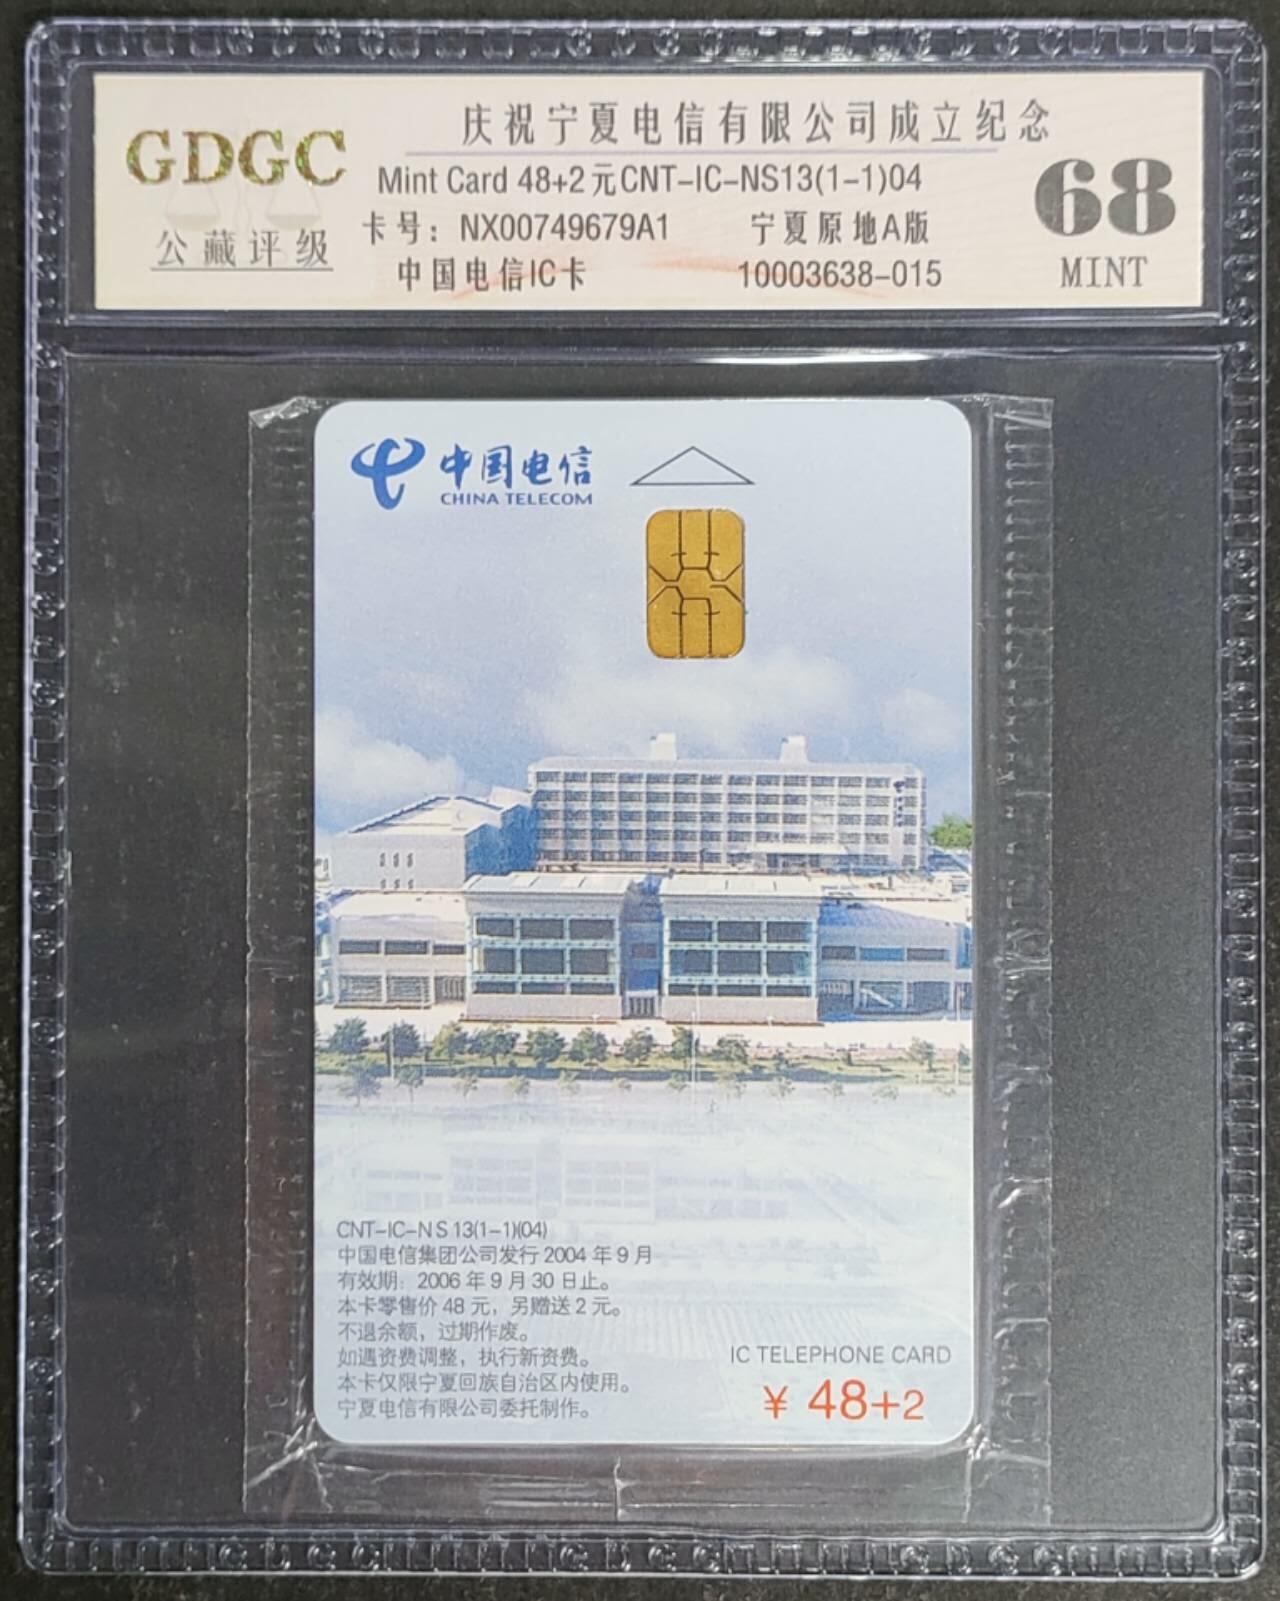 庆祝宁夏电信有限公司成立纪念
GDGC
公藏评级
Mint Card 48+2元CNT-IC-NS13(1-1)04
卡号：NX00749679A1 宁夏原地A版
中国电信IC卡 10003638-015
68
MINT
中国电信
CHINA TELECOM
CNT-IC-NS13(1-1)(04)
中国电信集团公司发行2004年9月
有效期：2006年9月30日止。
本卡零售价48元，另赠送2元。
不退余额，过期作废。
如遇资费调整，执行新资费。
本卡仅限宁夏回族自治区内使用。
宁夏电信有限公司委托制作。
IC TELEPHONE CARD
¥ 48+2